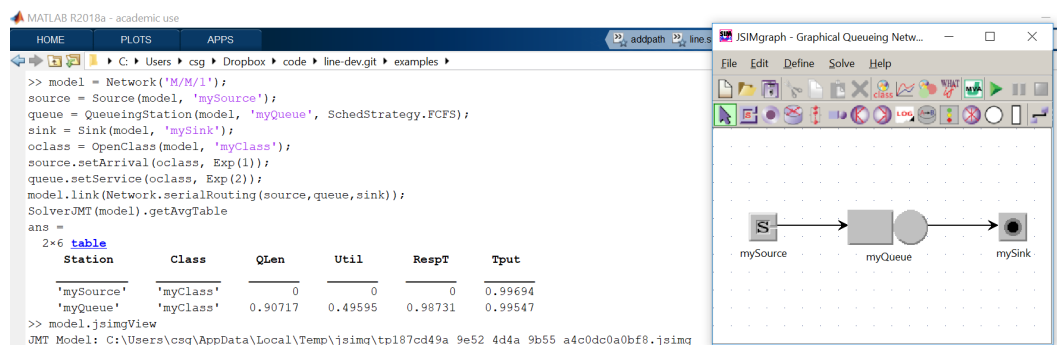 MATLAB R2018a - academic use
HOME PLOTS APPS
addpath line.s
C: Users csg Dropbox code line-dev.git examples
>> model = Network('M/M/1');
source = Source(model, 'mySource');
queue = QueueingStation(model, 'myQueue', SchedStrategy.FCFS);
sink = Sink(model, 'mySink');
oclass = OpenClass(model, 'myClass');
source.setArrival(oclass, Exp(1));
queue.setService(oclass, Exp(2));
model.link(Network.serialRouting(source,queue,sink));
SolverJMT(model).getAvgTable
ans =
2×6 table
Station Class QLen Util RespT Tput
'mySource' 'myClass' 0 0 0 0.99694
'myQueue' 'myClass' 0.90717 0.49595 0.98731 0.99547
>> model.jsimgView
JMT Model: C:\Users\csg\AppData\Local\Temp\jsimg\tp187cd49a_9e52_4d4a_9b55_a4c0dc0a0bf8.jsimg
JSIMgraph - Graphical Queueing Netw...
File Edit Define Solve Help
class WHAT IF MVA
LOG
S
mySource myQueue mySink